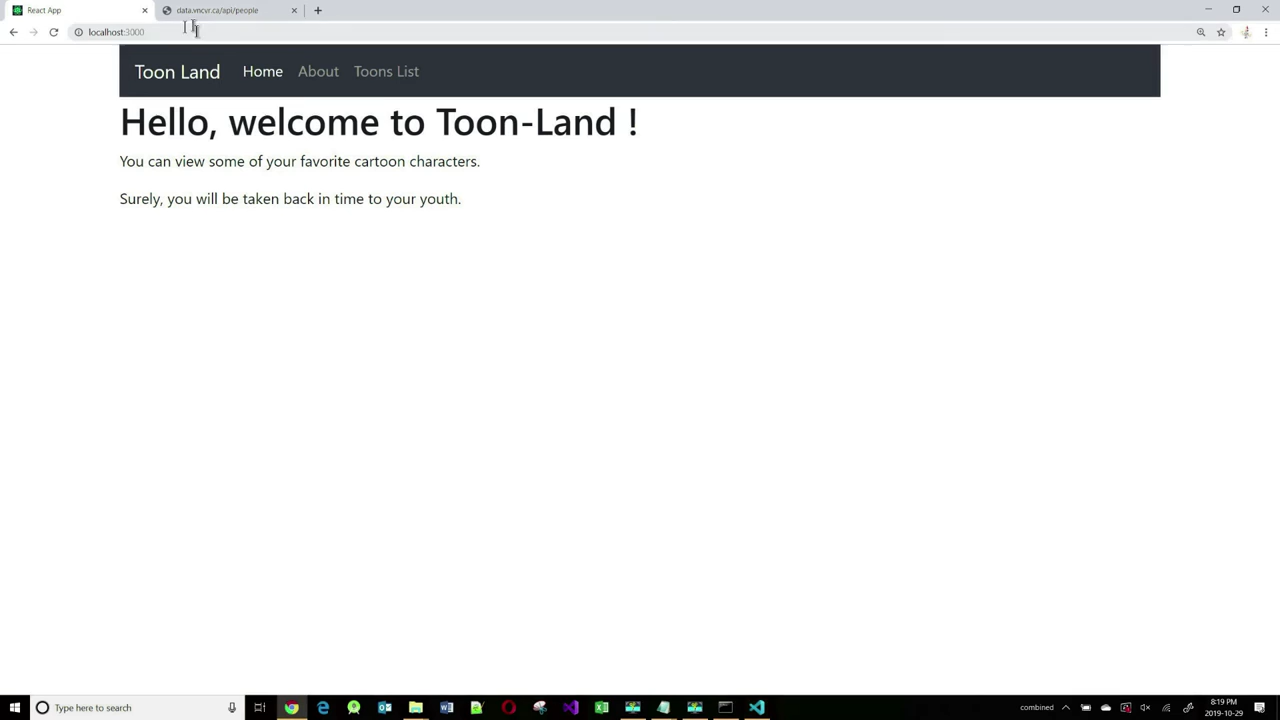 React App
data.vncvr.ca/api/people
localhost:3000
Toon Land Home About Toons List
Hello, welcome to Toon-Land !
You can view some of your favorite cartoon characters.
Surely, you will be taken back in time to your youth.
Type here to search
combined
8:19 PM
2019-10-29